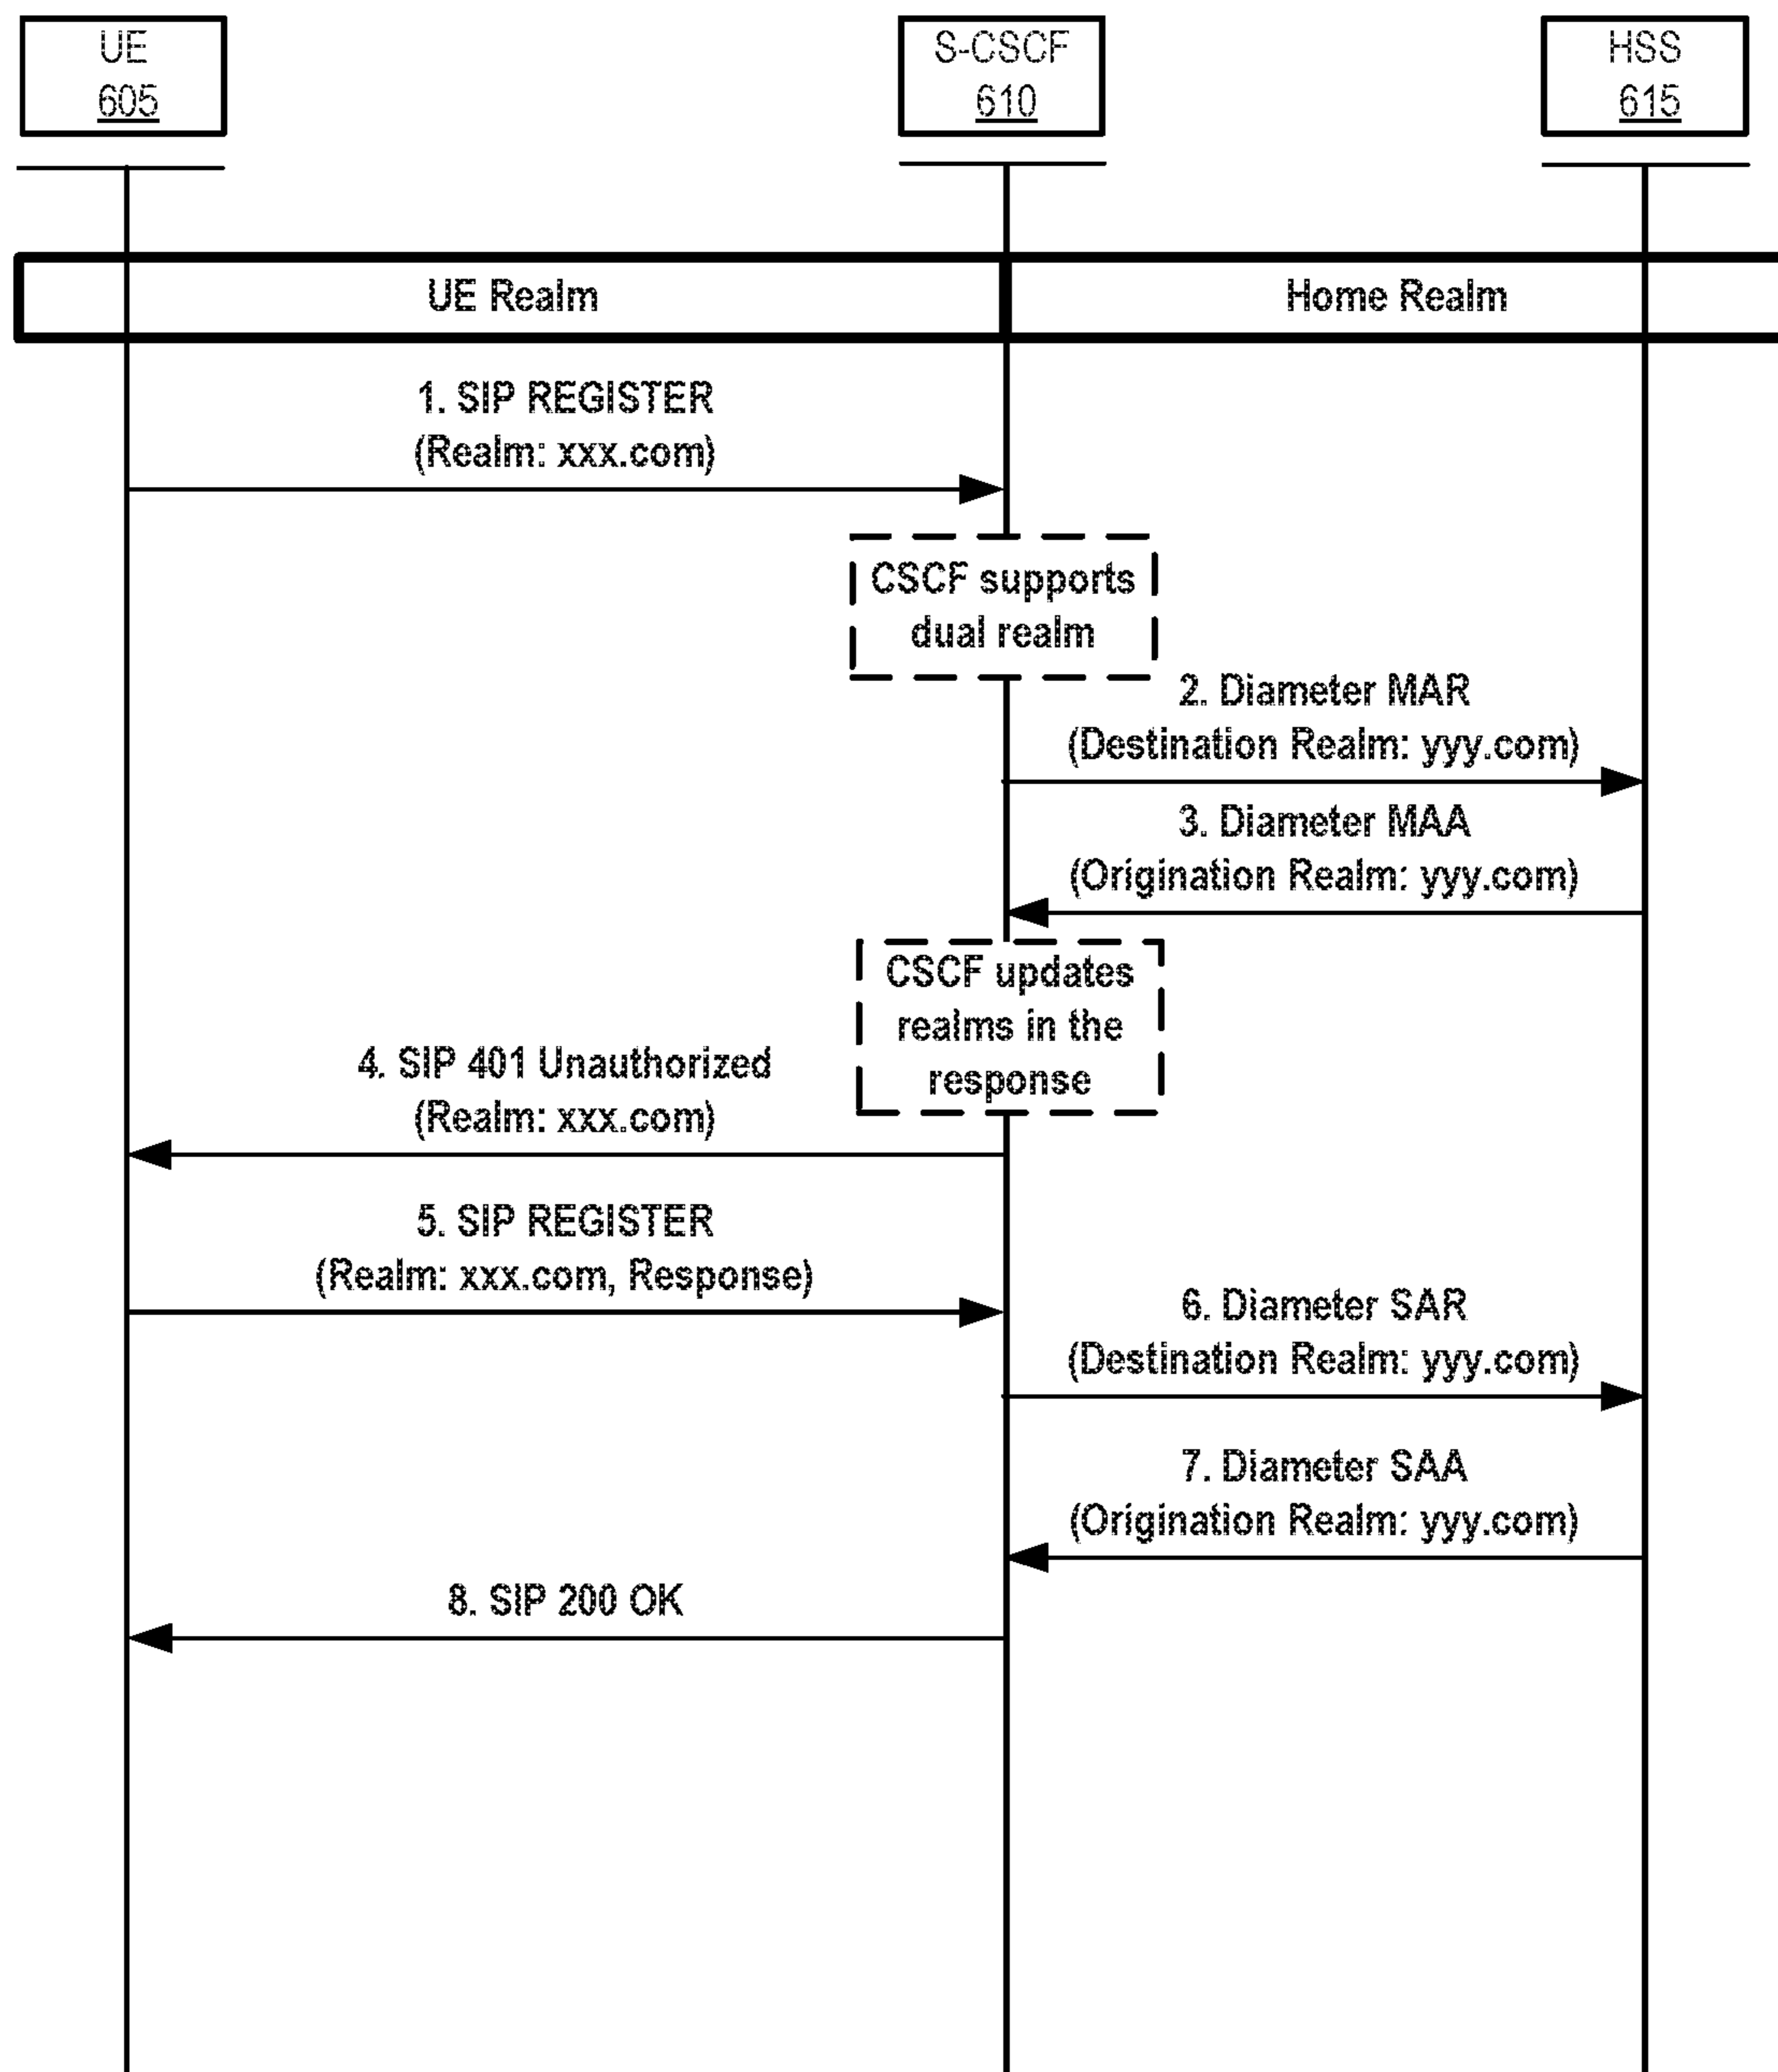 UE
605
S-CSCF
610
HSS
615
UE Realm
Home Realm
1. SIP REGISTER
(Realm: xxx.com)
CSCF supports
dual realm
2. Diameter MAR
(Destination Realm: yyy.com)
3. Diameter MAA
(Origination Realm: yyy.com)
CSCF updates
realms in the
response
4. SIP 401 Unauthorized
(Realm: xxx.com)
5. SIP REGISTER
(Realm: xxx.com, Response)
6. Diameter SAR
(Destination Realm: yyy.com)
7. Diameter SAA
(Origination Realm: yyy.com)
8. SIP 200 OK